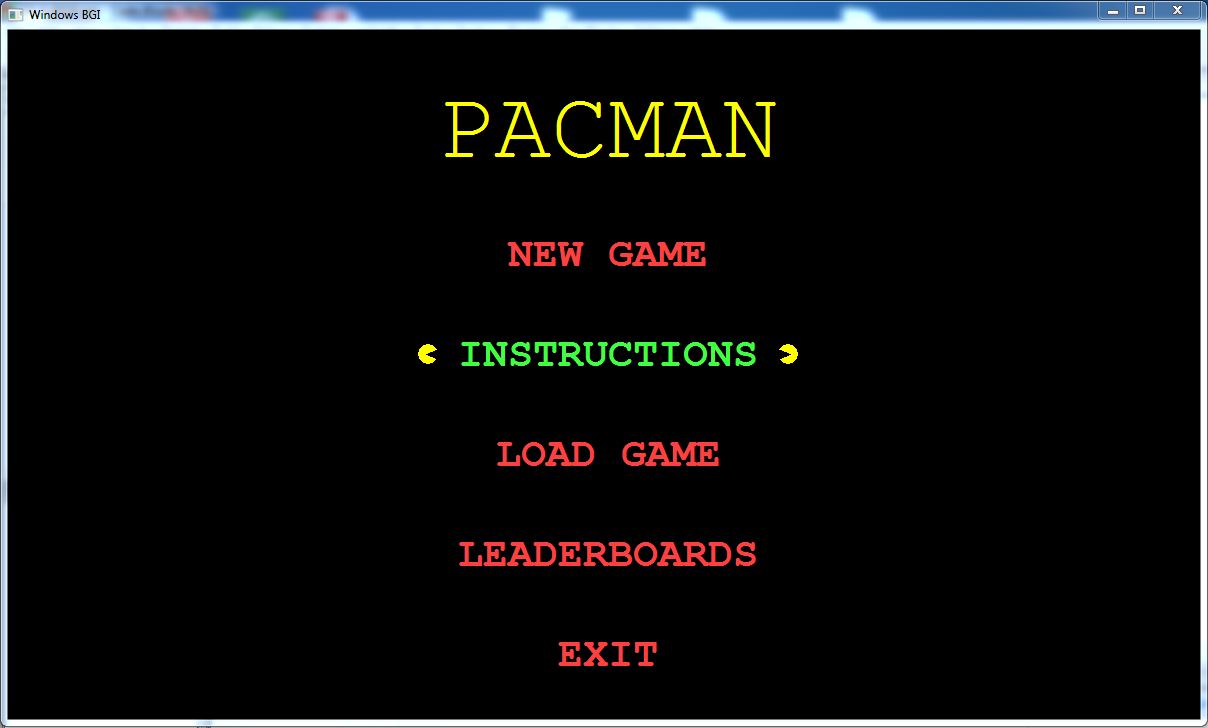 Windows BGI
PACMAN
NEW GAME
INSTRUCTIONS
LOAD GAME
LEADERBOARDS
EXIT